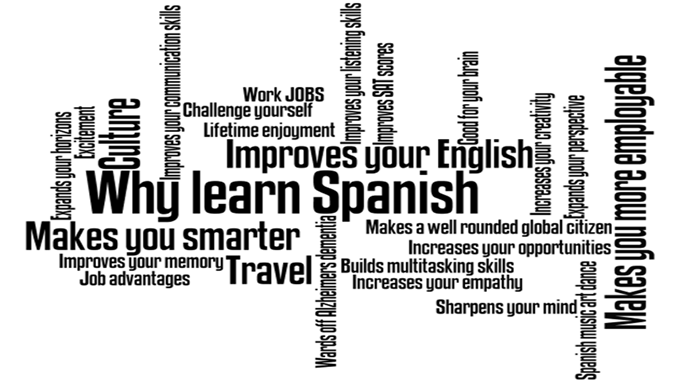 Improves your communication skills
Improves your listening skills
Improves SAT scores
Good for your brain
Makes you more employable
Work JOBS
Challenge yourself
Lifetime enjoyment
Expands your horizons
Excitement
Culture
Increases your creativity
Expands your perspective
Improves your English
Why learn Spanish
Makes you smarter
Makes a well rounded global citizen
Increases your opportunities
Improves your memory
Travel
Builds multitasking skills
Job advantages
Increases your empathy
Wards off Alzheimers dementia
Sharpens your mind
Spanish music art dance